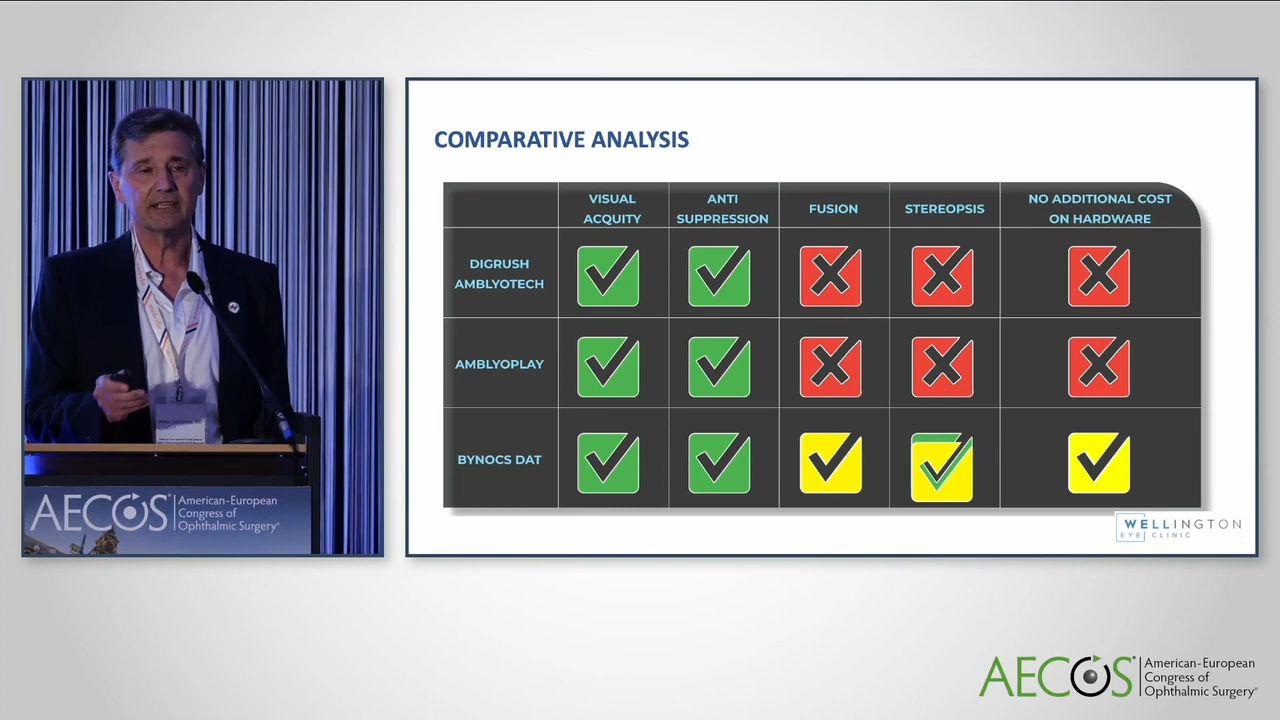 COMPARATIVE ANALYSIS
VISUAL
ACQUITY
ANTI
SUPPRESSION
FUSION
STEREOPSIS
NO ADDITIONAL COST
ON HARDWARE
DIGRUSH
AMBLYOTECH
AMBLYOPLAY
BYNOCS DAT
WELLINGTON
EYE CLINIC
AECOS
American-European
Congress of
Ophthalmic Surgery
AECOS
American-European
Congress of
Ophthalmic Surgery